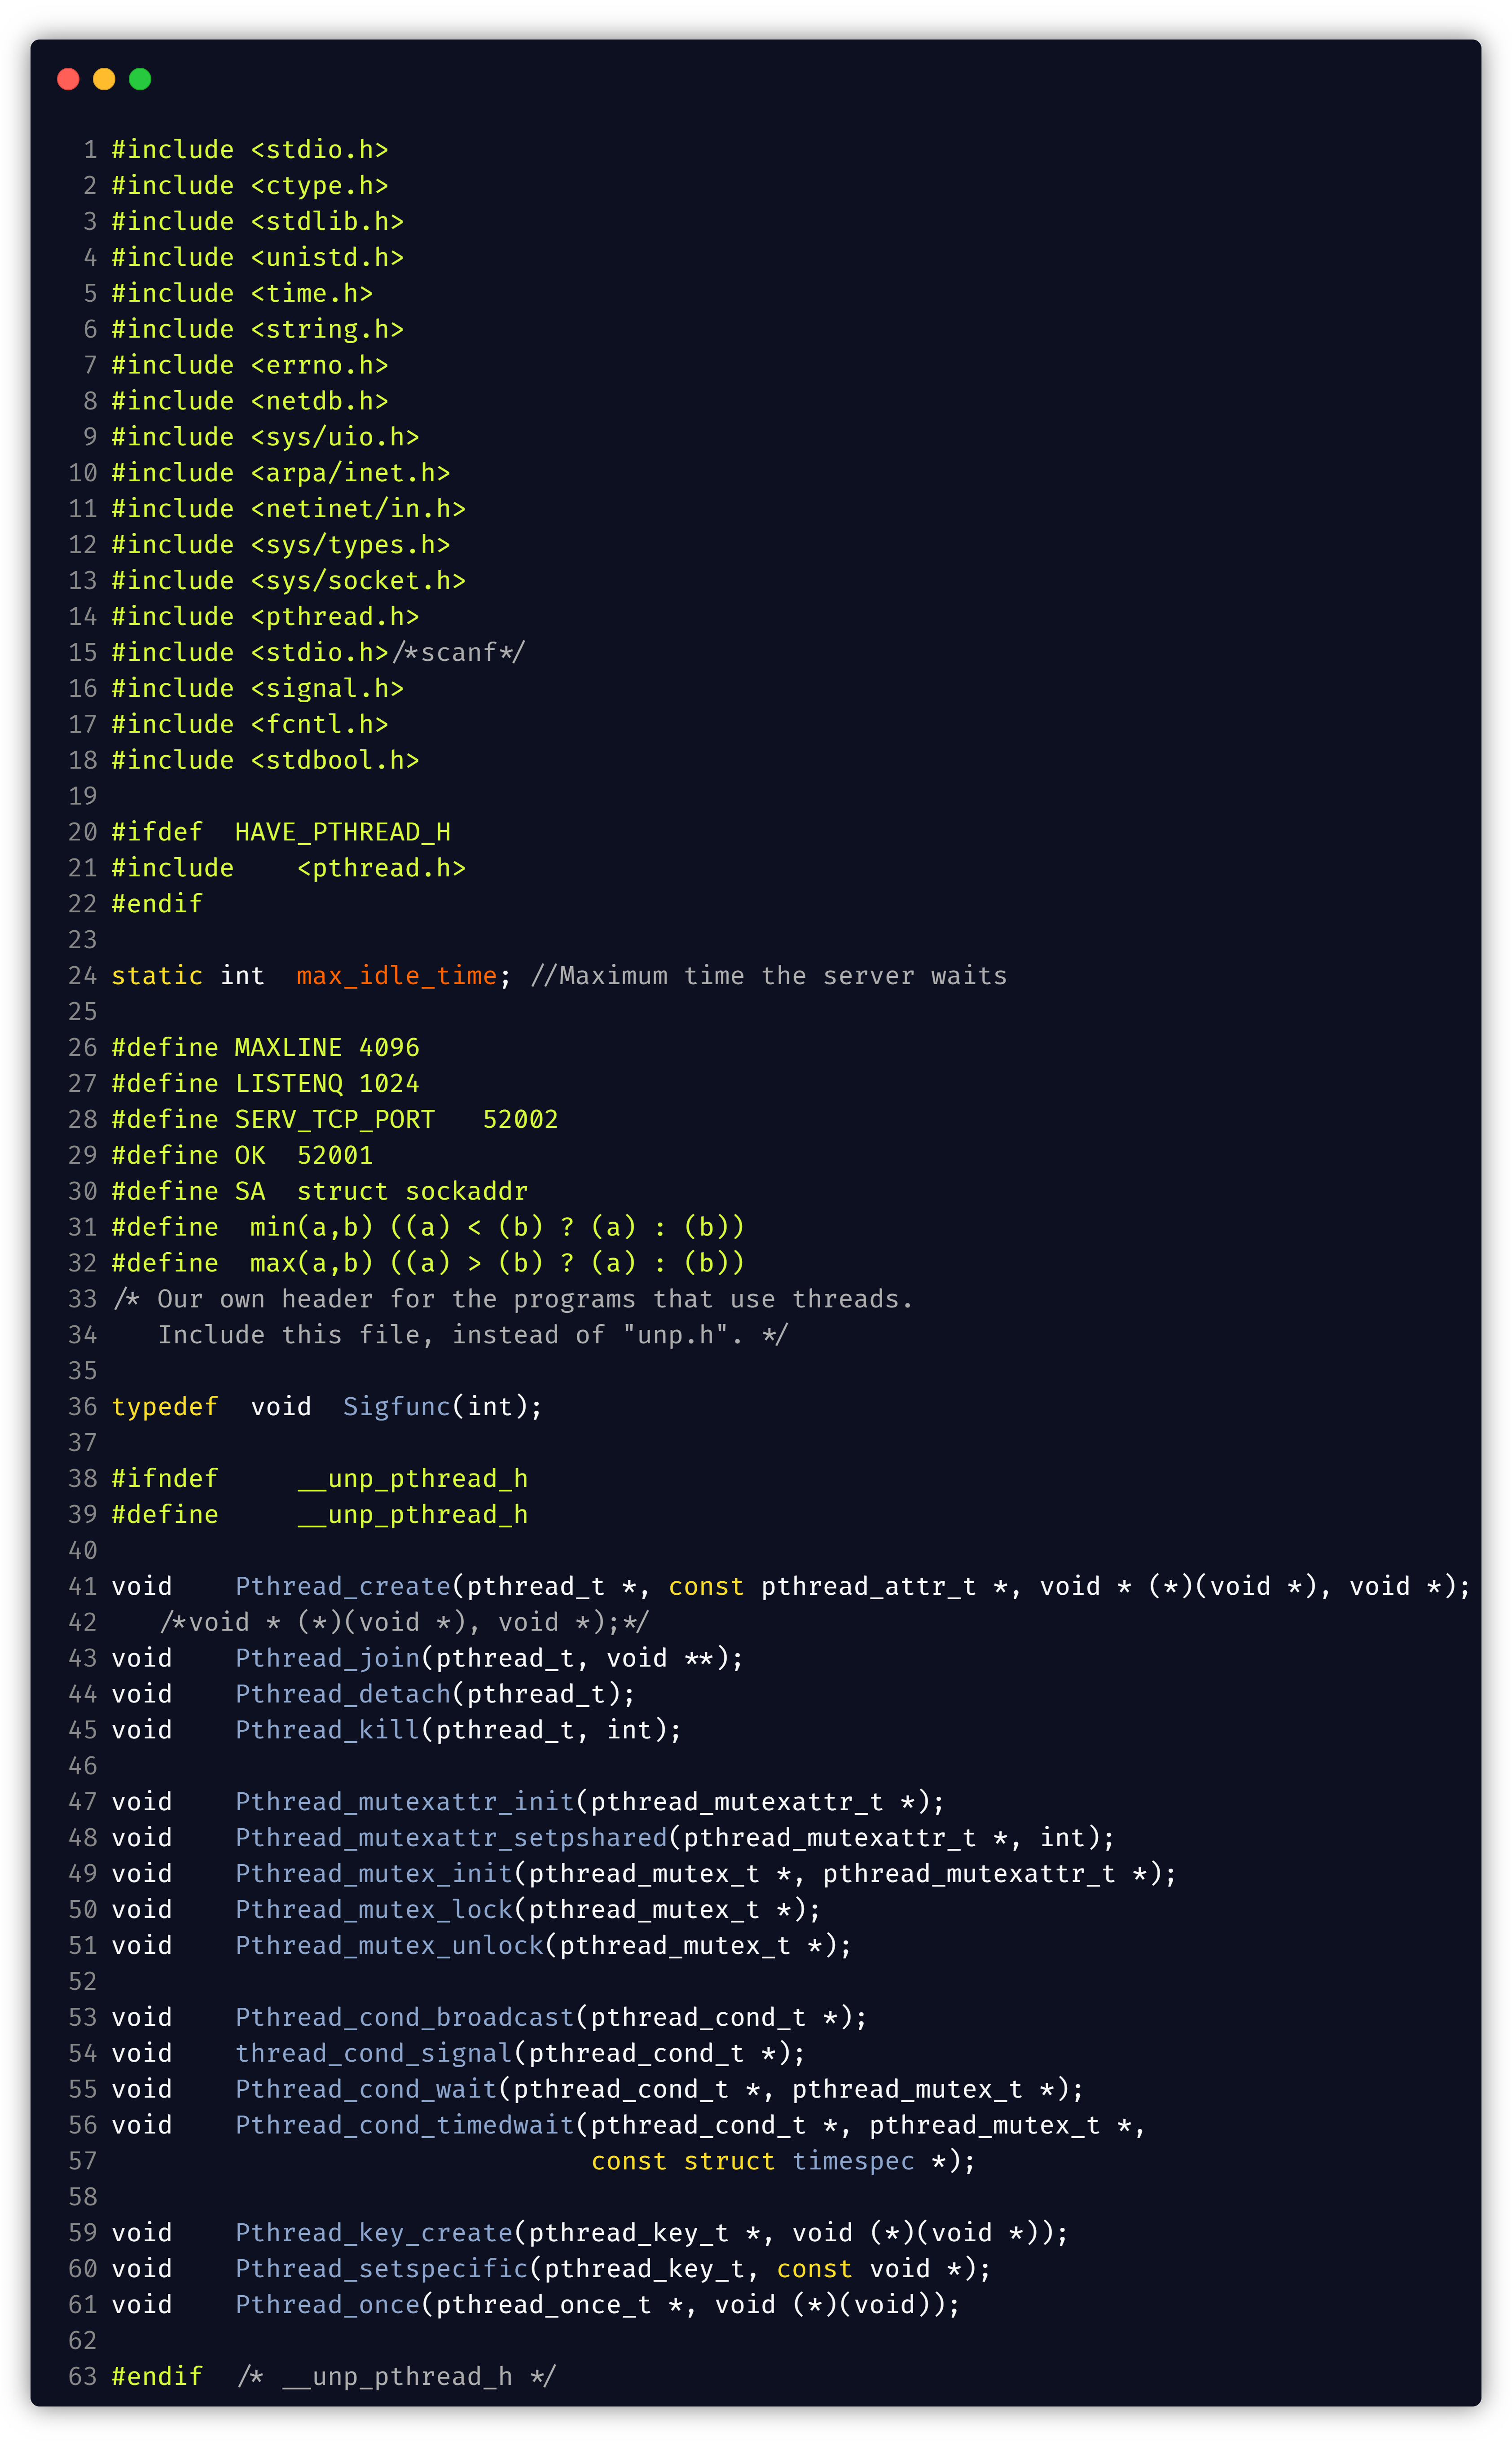 1 #include <stdio.h>
2 #include <ctype.h>
3 #include <stdlib.h>
4 #include <unistd.h>
5 #include <time.h>
6 #include <string.h>
7 #include <errno.h>
8 #include <netdb.h>
9 #include <sys/uio.h>
10 #include <arpa/inet.h>
11 #include <netinet/in.h>
12 #include <sys/types.h>
13 #include <sys/socket.h>
14 #include <pthread.h>
15 #include <stdio.h>/*scanf*/
16 #include <signal.h>
17 #include <fcntl.h>
18 #include <stdbool.h>
19
20 #ifdef  HAVE_PTHREAD_H
21 #include    <pthread.h>
22 #endif
23
24 static int  max_idle_time; //Maximum time the server waits
25
26 #define MAXLINE 4096
27 #define LISTENQ 1024
28 #define SERV_TCP_PORT   52002
29 #define OK  52001
30 #define SA  struct sockaddr
31 #define  min(a,b) ((a) < (b) ? (a) : (b))
32 #define  max(a,b) ((a) > (b) ? (a) : (b))
33 /* Our own header for the programs that use threads.
34    Include this file, instead of "unp.h". */
35
36 typedef  void  Sigfunc(int);
37
38 #ifndef     __unp_pthread_h
39 #define     __unp_pthread_h
40
41 void    Pthread_create(pthread_t *, const pthread_attr_t *, void * (*)(void *), void *);
42    /*void * (*)(void *), void *);*/
43 void    Pthread_join(pthread_t, void **);
44 void    Pthread_detach(pthread_t);
45 void    Pthread_kill(pthread_t, int);
46
47 void    Pthread_mutexattr_init(pthread_mutexattr_t *);
48 void    Pthread_mutexattr_setpshared(pthread_mutexattr_t *, int);
49 void    Pthread_mutex_init(pthread_mutex_t *, pthread_mutexattr_t *);
50 void    Pthread_mutex_lock(pthread_mutex_t *);
51 void    Pthread_mutex_unlock(pthread_mutex_t *);
52
53 void    Pthread_cond_broadcast(pthread_cond_t *);
54 void    thread_cond_signal(pthread_cond_t *);
55 void    Pthread_cond_wait(pthread_cond_t *, pthread_mutex_t *);
56 void    Pthread_cond_timedwait(pthread_cond_t *, pthread_mutex_t *,
57                                const struct timespec *);
58
59 void    Pthread_key_create(pthread_key_t *, void (*)(void *));
60 void    Pthread_setspecific(pthread_key_t, const void *);
61 void    Pthread_once(pthread_once_t *, void (*)(void));
62
63 #endif  /* __unp_pthread_h */